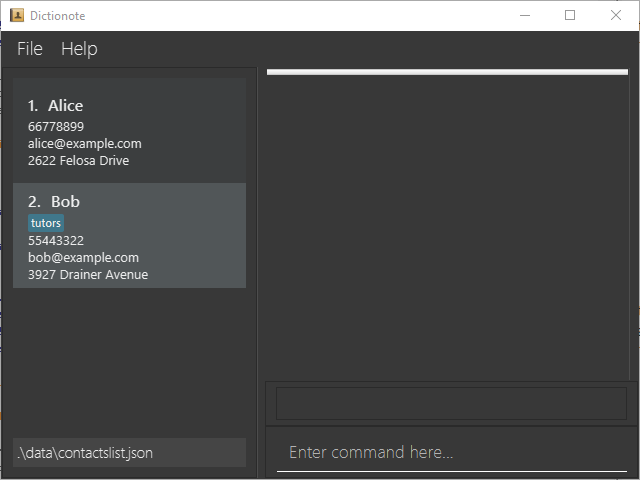 Dictionote
File Help
1. Alice
66778899
alice@example.com
2622 Felosa Drive
2. Bob
tutors
55443322
bob@example.com
3927 Drainer Avenue
.\data\contactslist.json
Enter command here...